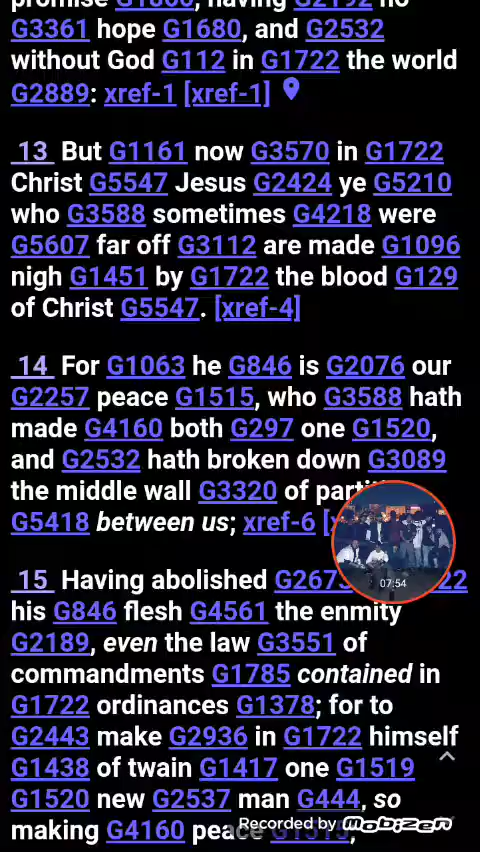 promise G1860, having G2192 no
G3361 hope G1680, and G2532
without God G112 in G1722 the world
G2889: xref-1 [xref-1]
13 But G1161 now G3570 in G1722
Christ G5547 Jesus G2424 ye G5210
who G3588 sometimes G4218 were
G5607 far off G3112 are made G1096
nigh G1451 by G1722 the blood G129
of Christ G5547. [xref-4]
14 For G1063 he G846 is G2076 our
G2257 peace G1515, who G3588 hath
made G4160 both G297 one G1520,
and G2532 hath broken down G3089
the middle wall G3320 of
G5418 between us; xref-6
07:54
15 Having abolished
his G846 flesh G4561 the enmity
G2189, even the law G3551 of
commandments G1785 contained in
G1722 ordinances G1378; for to
G2443 make G2936 in G1722 himself
G1438 of twain G1417 one G1519
G1520 new G2537 man G444, so
making G4160 peace G1515,
Recorded by mobizen